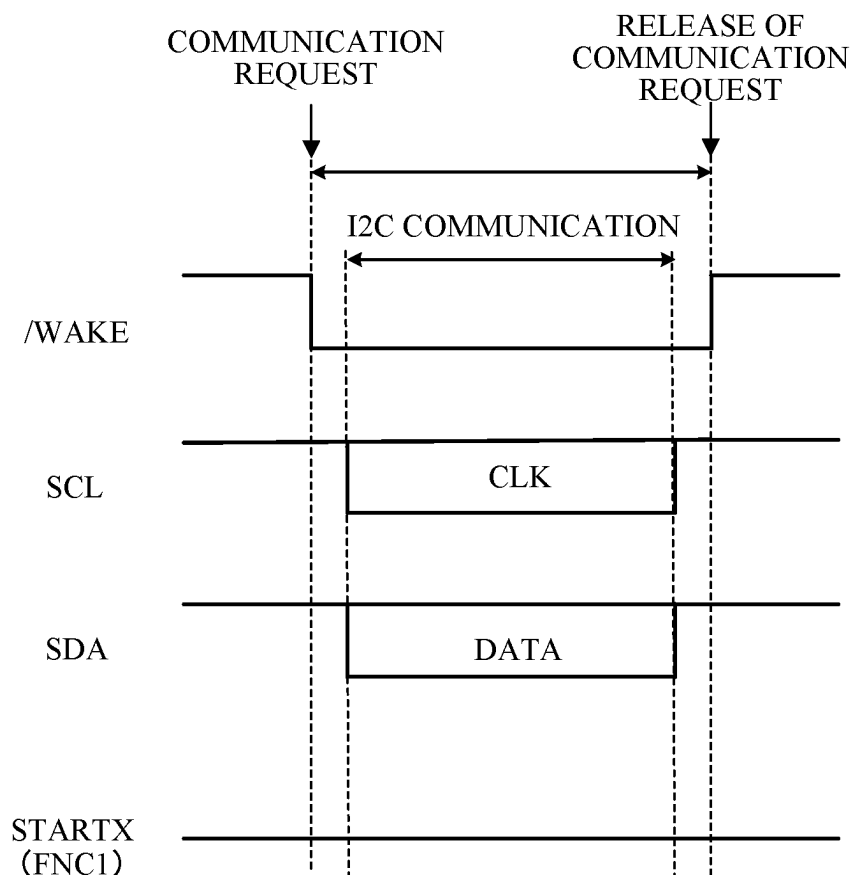 COMMUNICATION
REQUEST
RELEASE OF
COMMUNICATION
REQUEST
I2C COMMUNICATION
/WAKE
SCL
CLK
SDA
DATA
STARTX
(FNC1)